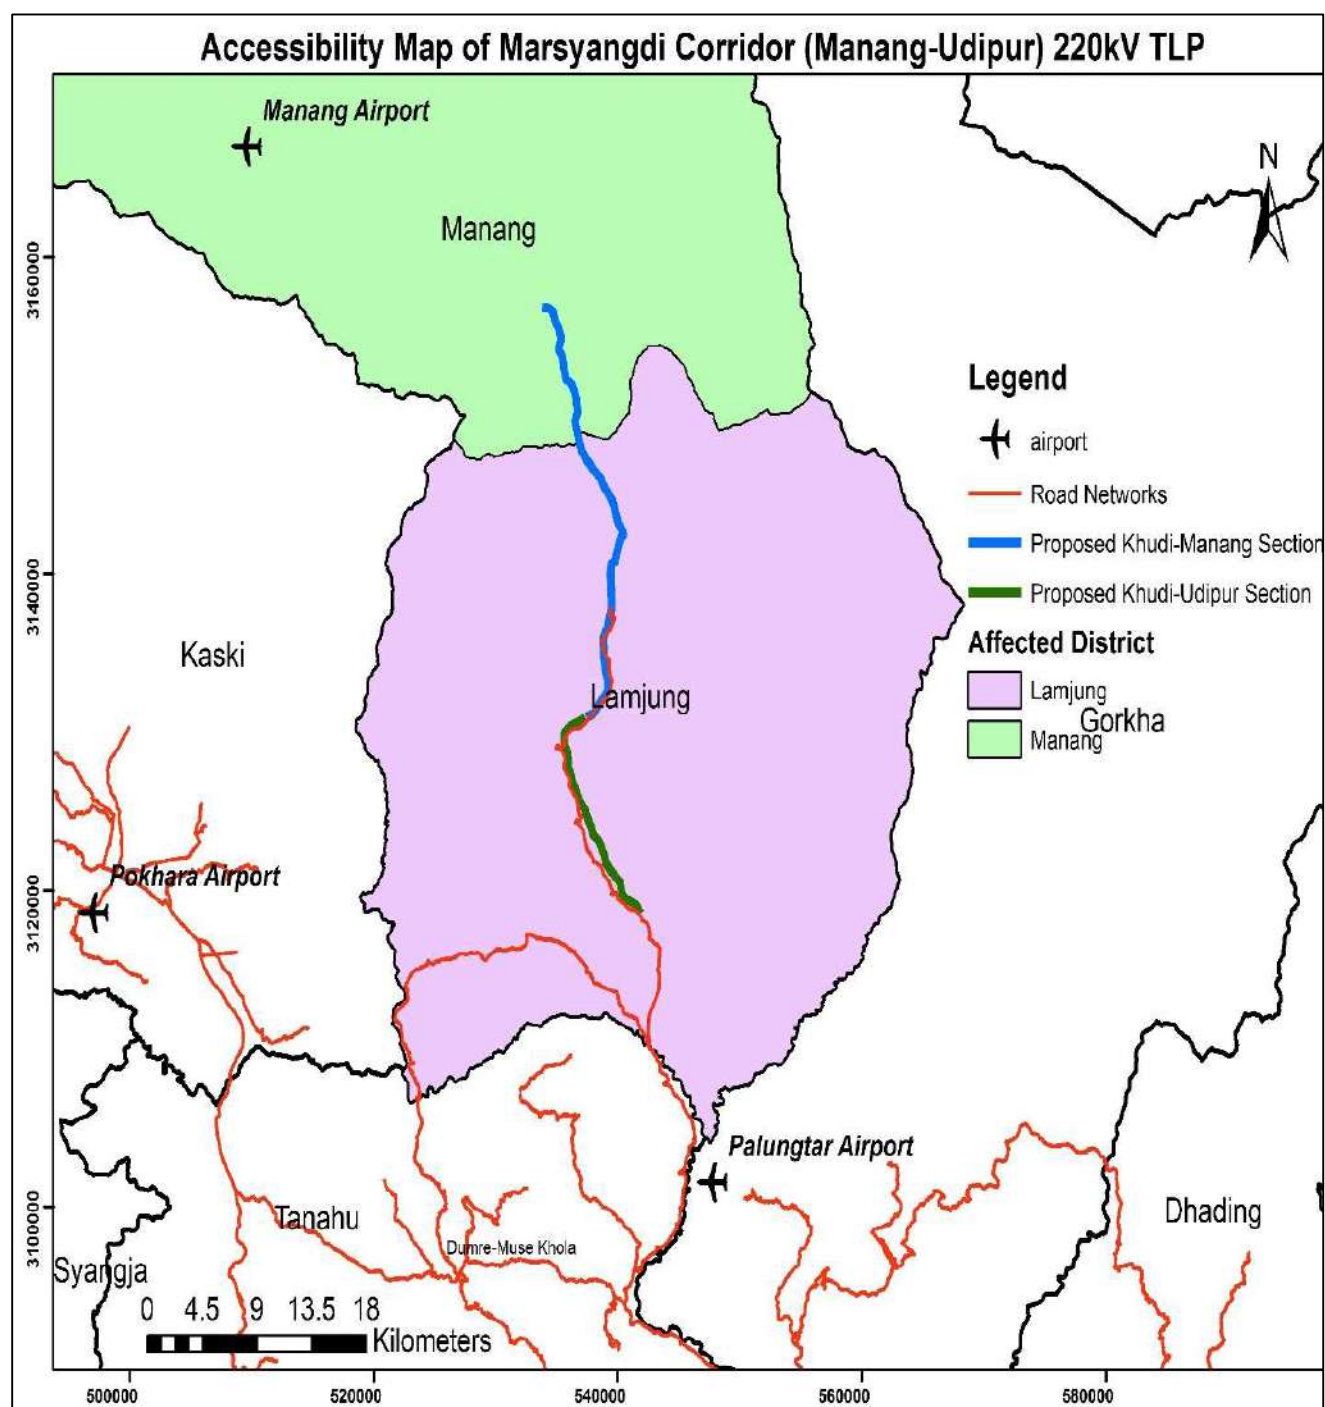 Accessibility Map of Marsyangdi Corridor (Manang-Udipur) 220kV TLP
Manang Airport
N
Manang
3160000
Legend
airport
Road Networks
Proposed Khudi-Manang Section
Proposed Khudi-Udipur Section
3140000
Affected District
Kaski
Lamjung
Lamjung
Gorkha
Manang
Pokhara Airport
3120000
Palungtar Airport
3100000
Tanahu
Dhading
Dumre-Muse Khola
Syangja
0 4.5 9 13.5 18
Kilometers
500000 520000 540000 560000 580000